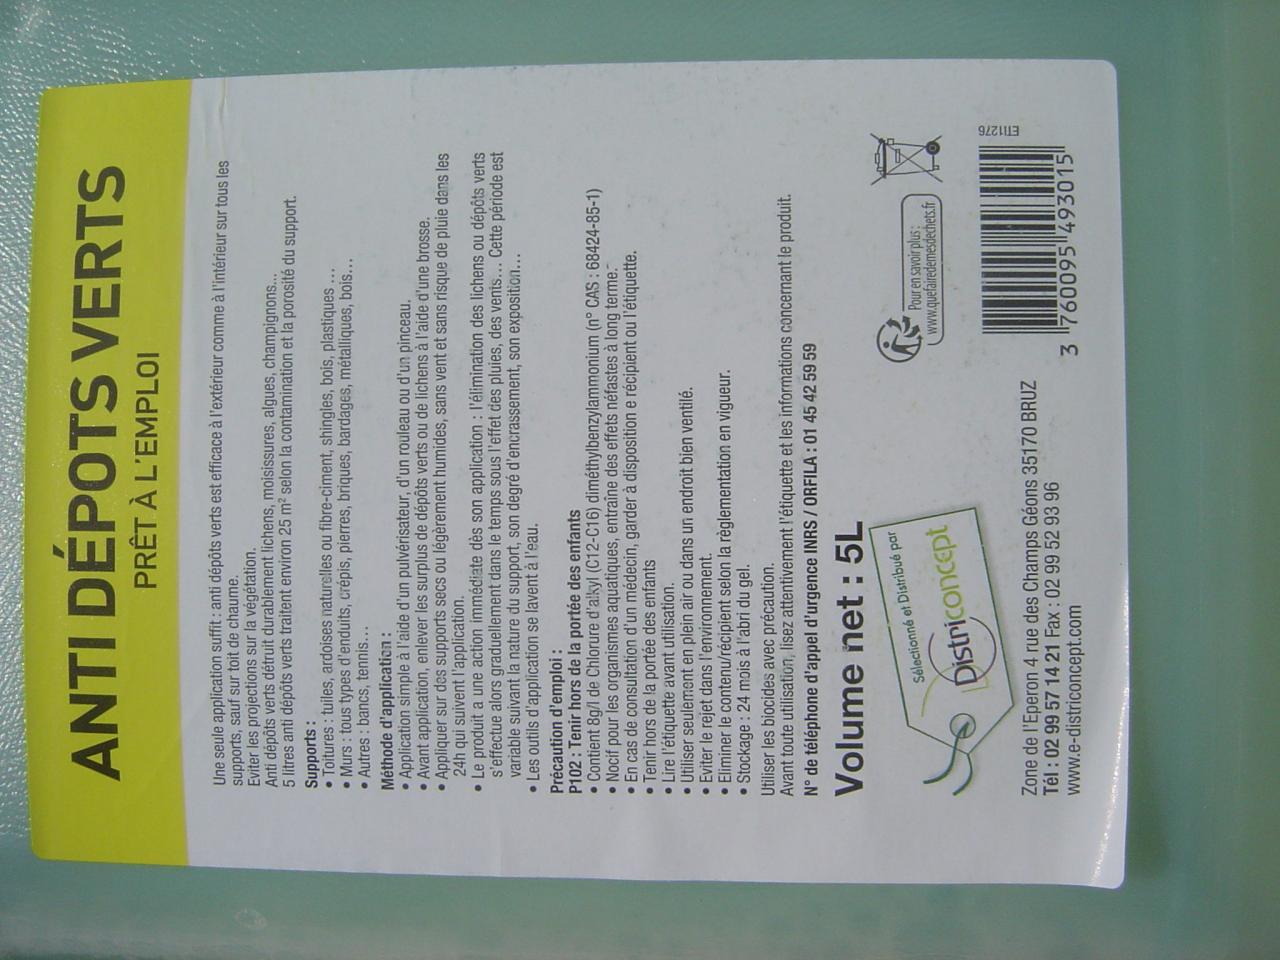 ANTI DÉPOTS VERTS
PRÊT À L'EMPLOI
Une seule application suffit : anti dépôts verts est efficace à l'extérieur comme à l'intérieur sur tous les
supports, sauf sur toit de chaume.
Eviter les projections sur la végétation.
Anti dépôts verts détruit durablement lichens, moisissures, algues, champignons...
5 litres anti dépôts verts traitent environ 25 m² selon la contamination et la porosité du support.
Supports :
• Toitures : tuiles, ardoises naturelles ou fibre-ciment, shingles, bois, plastiques ...
• Murs : tous types d'enduits, crépis, pierres, briques, bardages, métalliques, bois...
• Autres : bancs, tennis...
Méthode d'application :
• Application simple à l'aide d'un pulvérisateur, d'un rouleau ou d'un pinceau.
• Avant application, enlever les surplus de dépôts verts ou de lichens à l'aide d'une brosse.
• Appliquer sur des supports secs ou légèrement humides, sans vent et sans risque de pluie dans les
24h qui suivent l'application.
• Le produit a une action immédiate dès son application : l'élimination des lichens ou dépôts verts
s'effectue alors graduellement dans le temps sous l'effet des pluies, des vents... Cette période est
variable suivant la nature du support, son degré d'encrassement, son exposition...
• Les outils d'application se lavent à l'eau.
Précaution d'emploi :
P102 : Tenir hors de la portée des enfants
• Contient 8g/l de Chlorure d'alkyl (C12-C16) diméthylbenzylammonium (n° CAS : 68424-85-1)
• Nocif pour les organismes aquatiques, entraîne des effets néfastes à long terme.
• En cas de consultation d'un médecin, garder à disposition e récipient ou l'étiquette.
• Tenir hors de la portée des enfants
• Lire l'étiquette avant utilisation.
• Utiliser seulement en plein air ou dans un endroit bien ventilé.
• Eviter le rejet dans l'environnement.
• Eliminer le contenu/récipient selon la règlementation en vigueur.
• Stockage : 24 mois à l'abri du gel.
Utiliser les biocides avec précaution.
Avant toute utilisation, lisez attentivement l'étiquette et les informations concernant le produit.
N° de téléphone d'appel d'urgence INRS / ORFILA : 01 45 42 59 59
Volume net : 5L
Sélectionné et Distribué par
Districoncept
Pour en savoir plus :
www.quefairedemesdechets.fr
Zone de l'Eperon 4 rue des Champs Géons 35170 BRUZ
Tél : 02 99 57 14 21 Fax : 02 99 52 93 96
www.e-districoncept.com
ETI1276
3 760095 493015